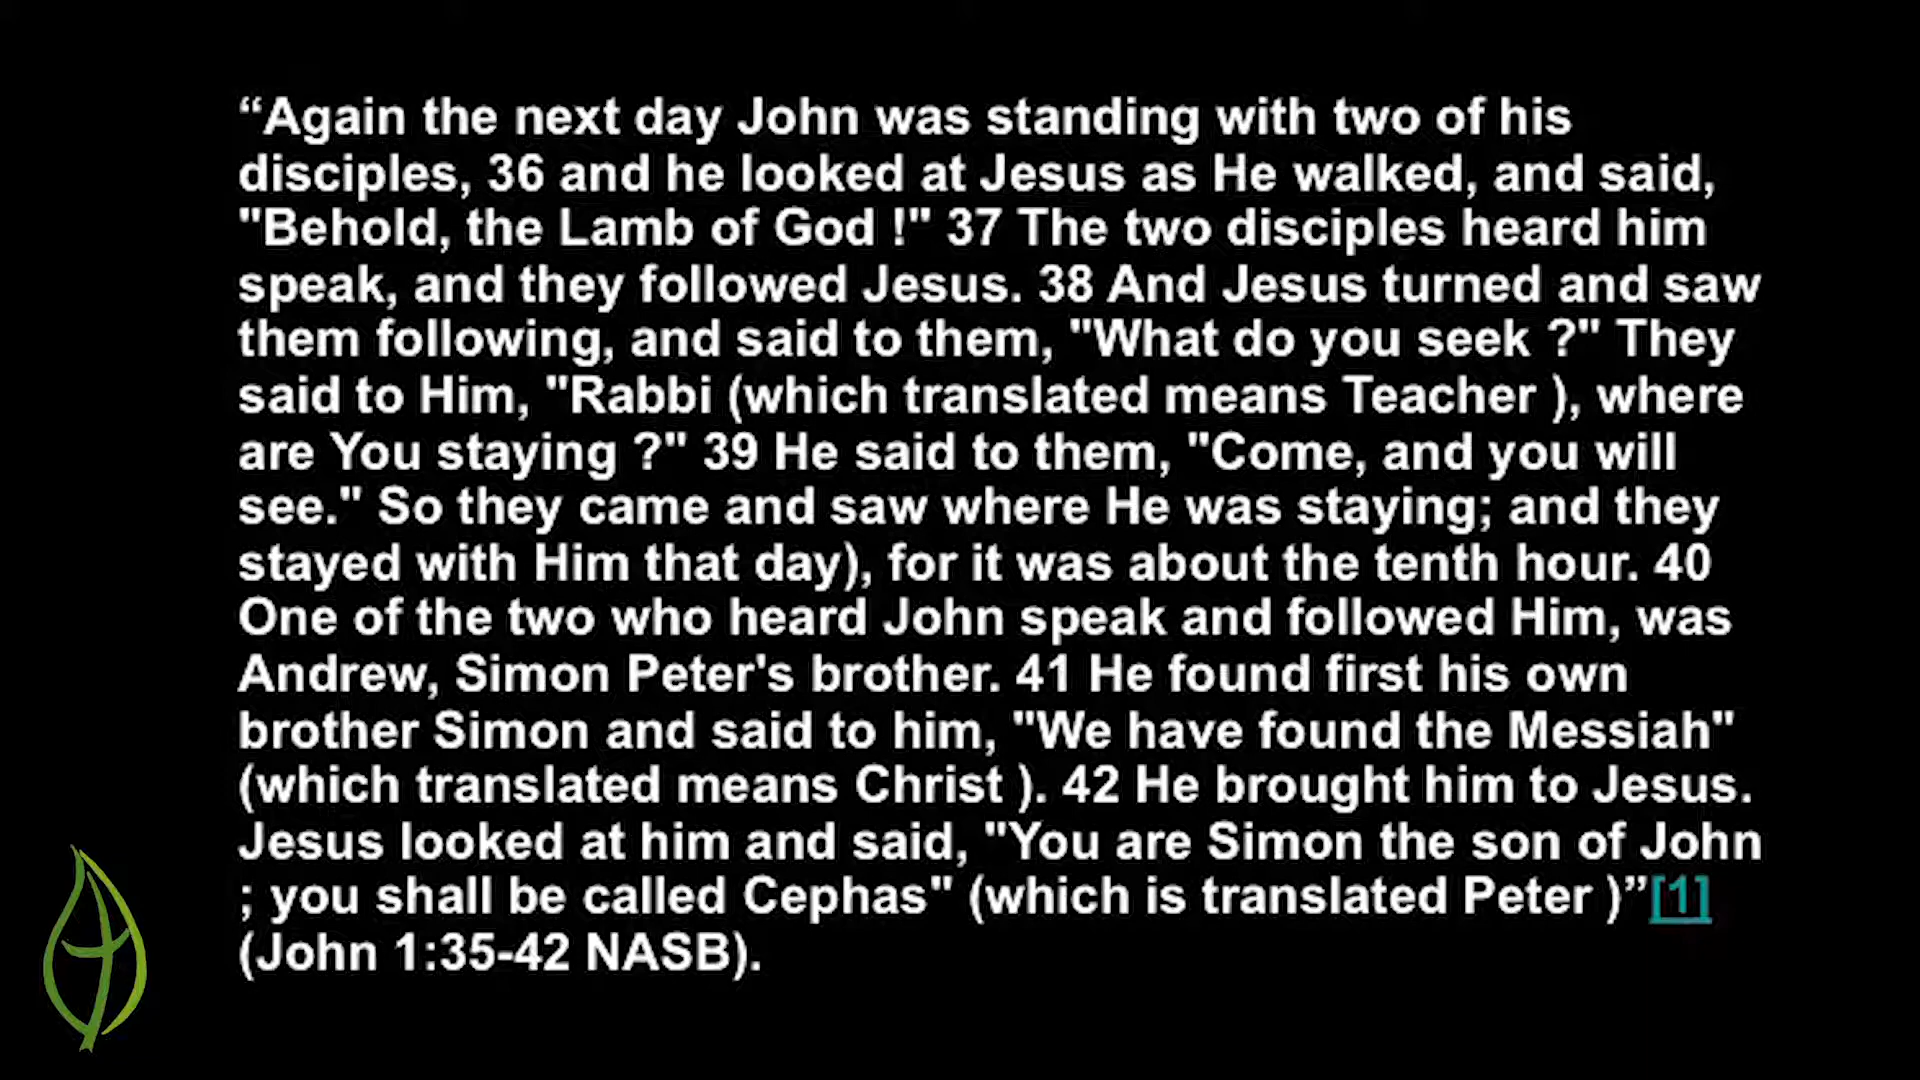 “Again the next day John was standing with two of his
disciples, 36 and he looked at Jesus as He walked, and said,
"Behold, the Lamb of God !" 37 The two disciples heard him
speak, and they followed Jesus. 38 And Jesus turned and saw
them following, and said to them, "What do you seek ?" They
said to Him, "Rabbi (which translated means Teacher ), where
are You staying ?" 39 He said to them, "Come, and you will
see." So they came and saw where He was staying; and they
stayed with Him that day), for it was about the tenth hour. 40
One of the two who heard John speak and followed Him, was
Andrew, Simon Peter's brother. 41 He found first his own
brother Simon and said to him, "We have found the Messiah"
(which translated means Christ ). 42 He brought him to Jesus.
Jesus looked at him and said, "You are Simon the son of John
; you shall be called Cephas" (which is translated Peter )”[1]
(John 1:35-42 NASB).